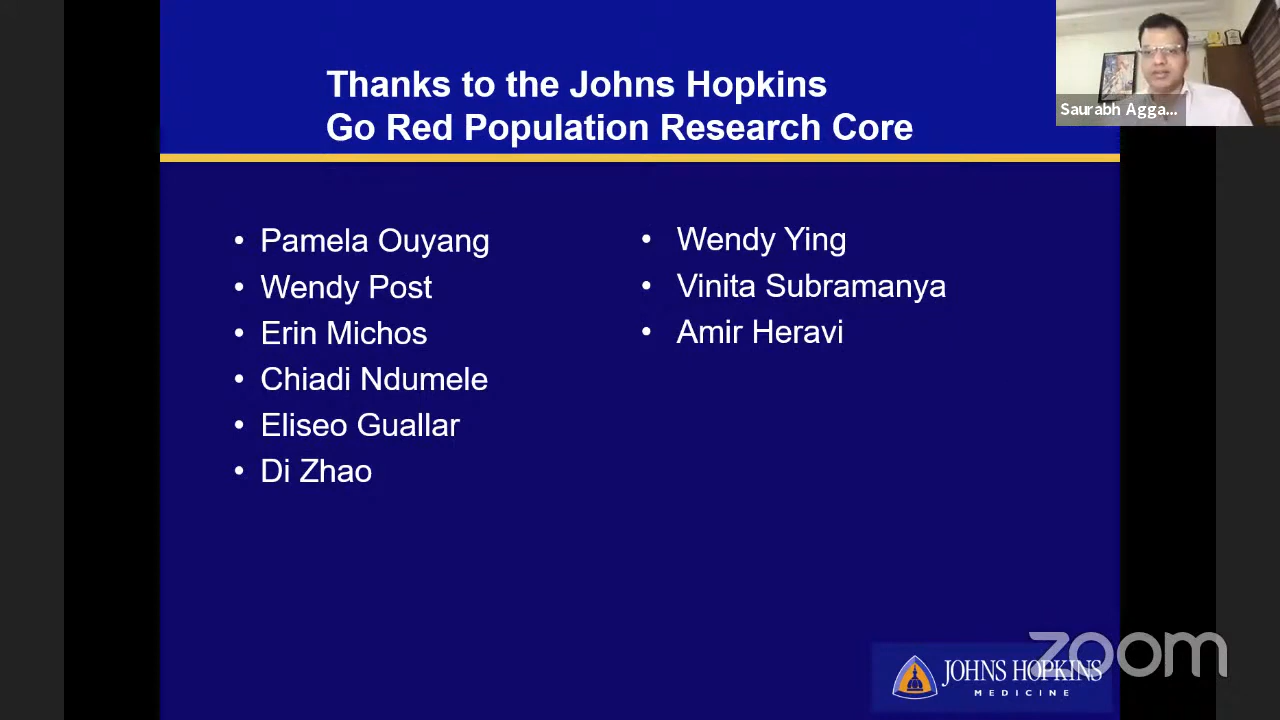 Thanks to the Johns Hopkins
Go Red Population Research Core
Saurabh Agga...
• Pamela Ouyang
• Wendy Post
• Erin Michos
• Chiadi Ndumele
• Eliseo Guallar
• Di Zhao
• Wendy Ying
• Vinita Subramanya
• Amir Heravi
JOHNS HOPKINS
MEDICINE
zoom